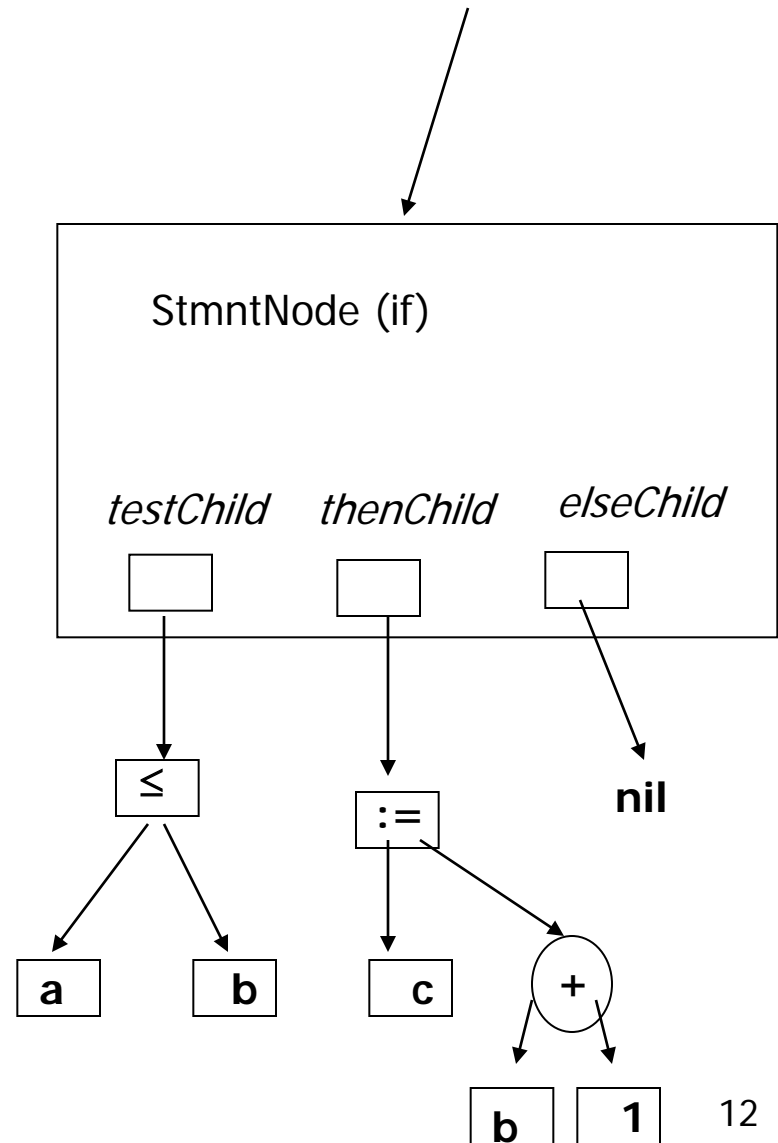 StmntNode (if)
testChild thenChild elseChild
≤ := nil
a b c +
b 1 12